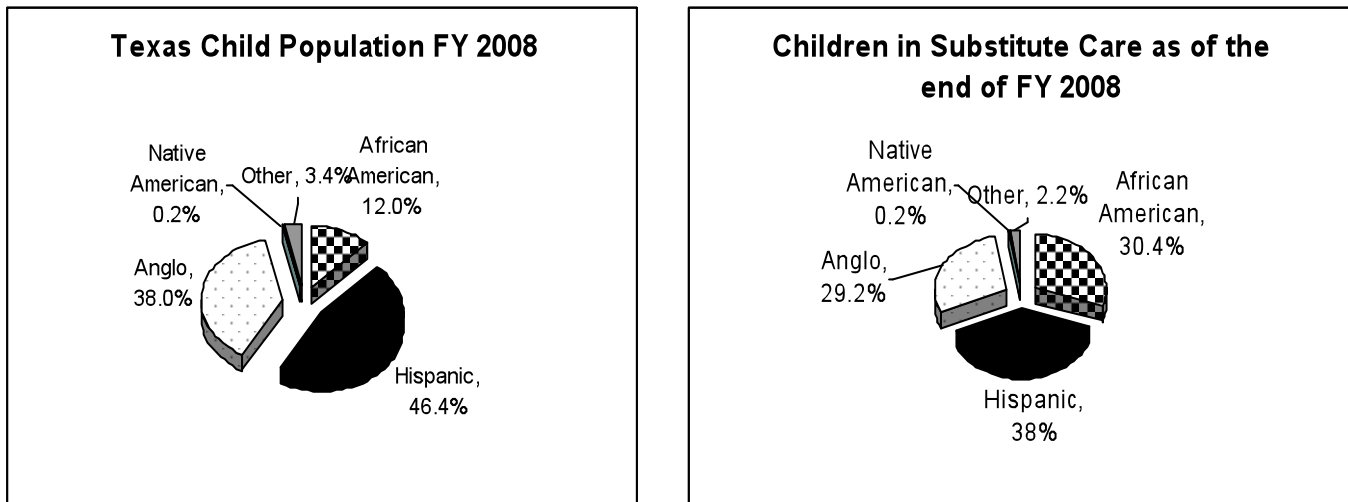 Texas Child Population FY 2008
Native
American,
0.2%
Other, 3.4%
African
American,
12.0%
Anglo,
38.0%
Hispanic,
46.4%
Children in Substitute Care as of the
end of FY 2008
Native
American,
0.2%
Other, 2.2%
African
American,
30.4%
Anglo,
29.2%
Hispanic,
38%